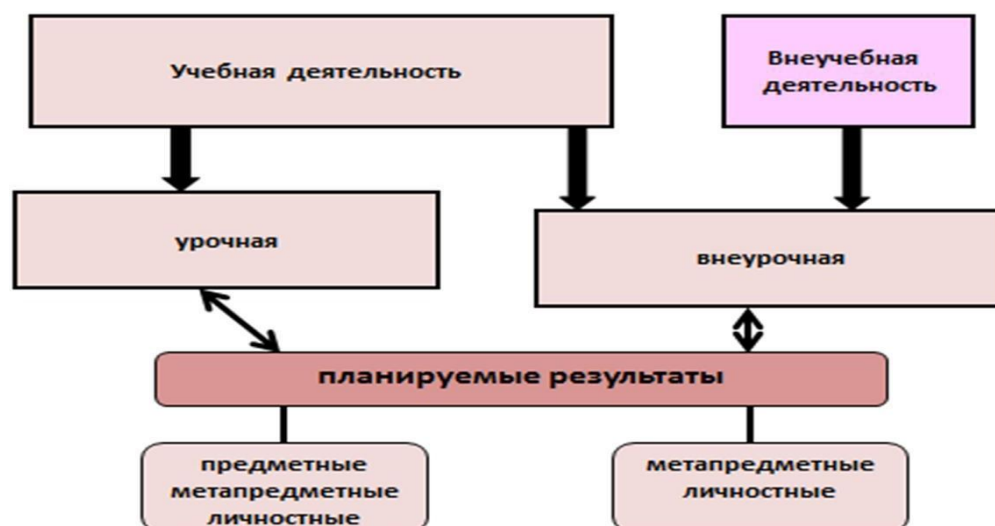 Учебная деятельность
Внеучебная
деятельность
урочная
внеурочная
планируемые результаты
предметные
метапредметные
личностные
метапредметные
личностные